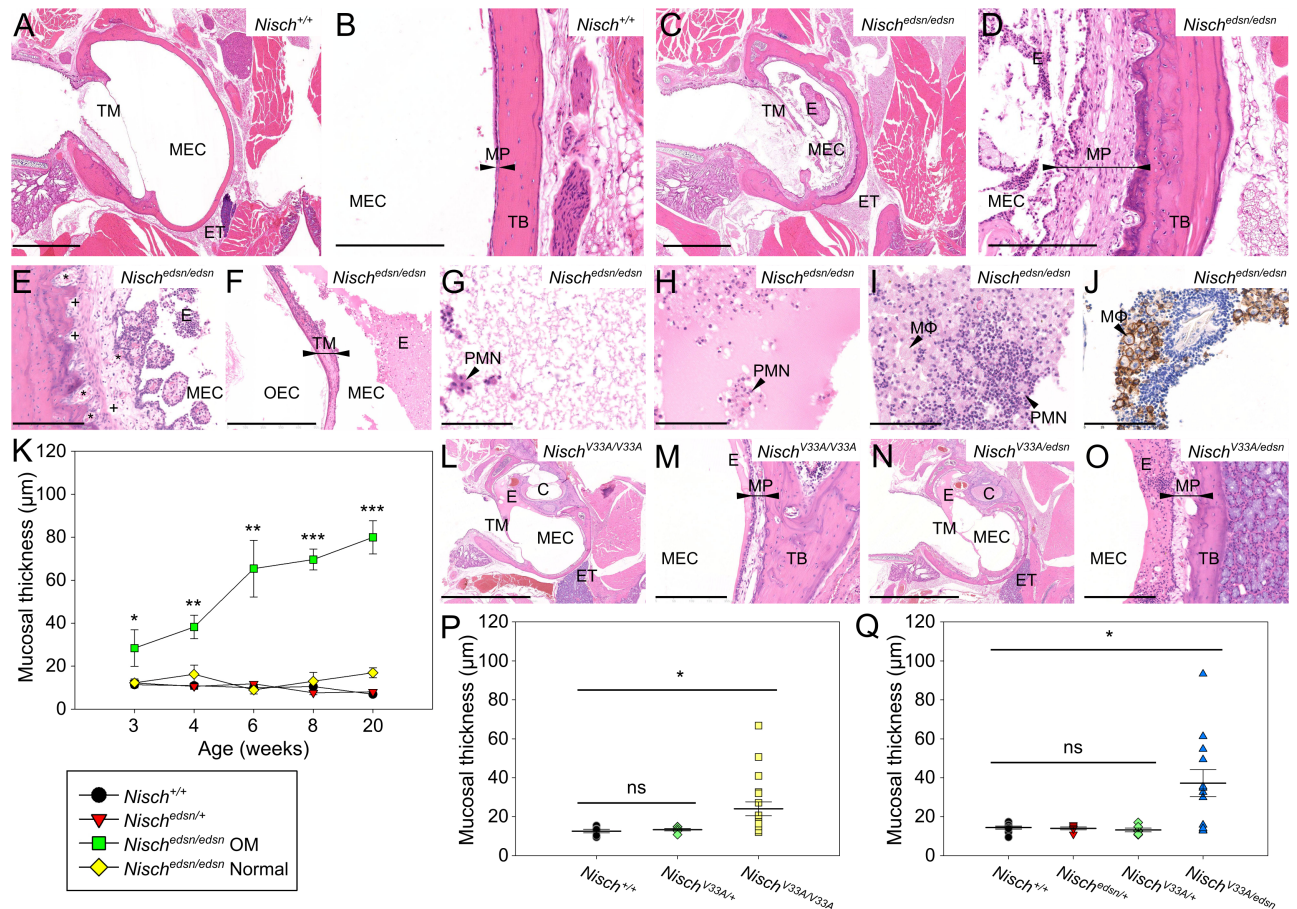 A
Nisch+/+
TM
MEC
ET
B
Nisch+/+
MP
MEC
TB
C
Nischedsn/edsn
TM
E
MEC
ET
D
Nischedsn/edsn
E
MP
MEC
TB
E
Nischedsn/edsn
*
+
E
+
*
*
MEC
*
+
F
Nischedsn/edsn
TM
E
OEC
MEC
G
Nischedsn/edsn
PMN
H
Nischedsn/edsn
PMN
I
Nischedsn/edsn
MΦ
PMN
J
Nischedsn/edsn
MΦ
K
120
100
80
60
40
20
0
Mucosal thickness (µm)
*
**
**
***
***
3 4 6 8 20
Age (weeks)
Nisch+/+
Nischedsn/+
Nischedsn/edsn OM
Nischedsn/edsn Normal
L
NischV33A/V33A
E
C
TM
MEC
ET
M
NischV33A/V33A
E
MP
MEC
TB
N
NischV33A/edsn
E
C
TM
MEC
ET
O
NischV33A/edsn
E
MP
MEC
TB
P
120
100
80
60
40
20
0
Mucosal thickness (µm)
*
ns
Nisch+/+
NischV33A/+
NischV33A/V33A
Q
120
100
80
60
40
20
0
Mucosal thickness (µm)
*
ns
Nisch+/+
Nischedsn/+
NischV33A/+
NischV33A/edsn